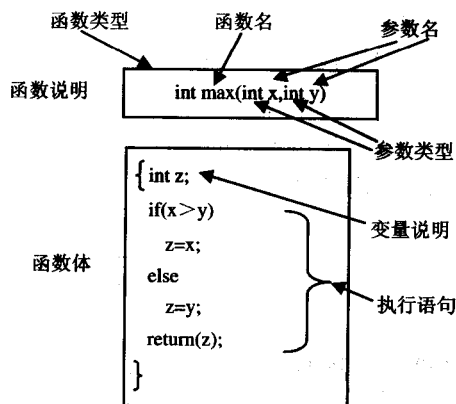 函数类型 函数名 参数名
函数说明 int max(int x,int y)
参数类型
{ int z;
if(x>y) 变量说明
z=x;
函数体 else
z=y; 执行语句
return(z);
}